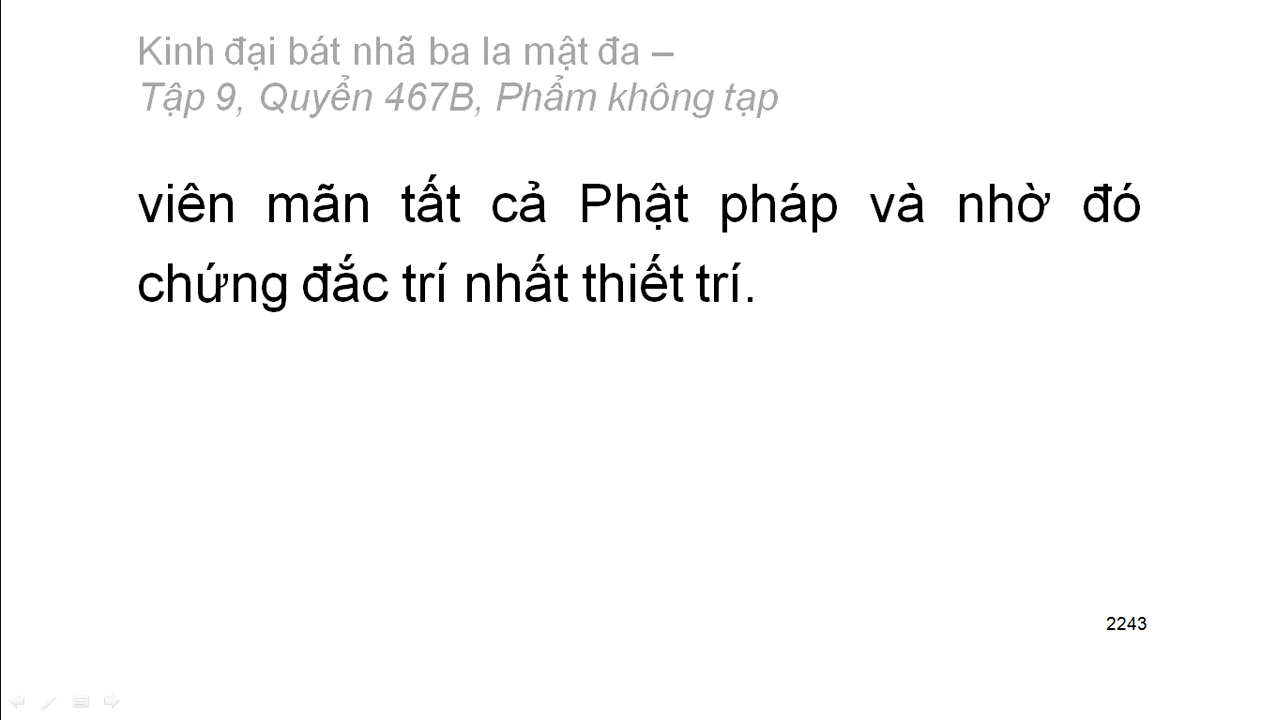 Kinh đại bát nhã ba la mật đa –
Tập 9, Quyển 467B, Phẩm không tạp
viên mãn tất cả Phật pháp và nhờ đó
chứng đắc trí nhất thiết trí.
2243